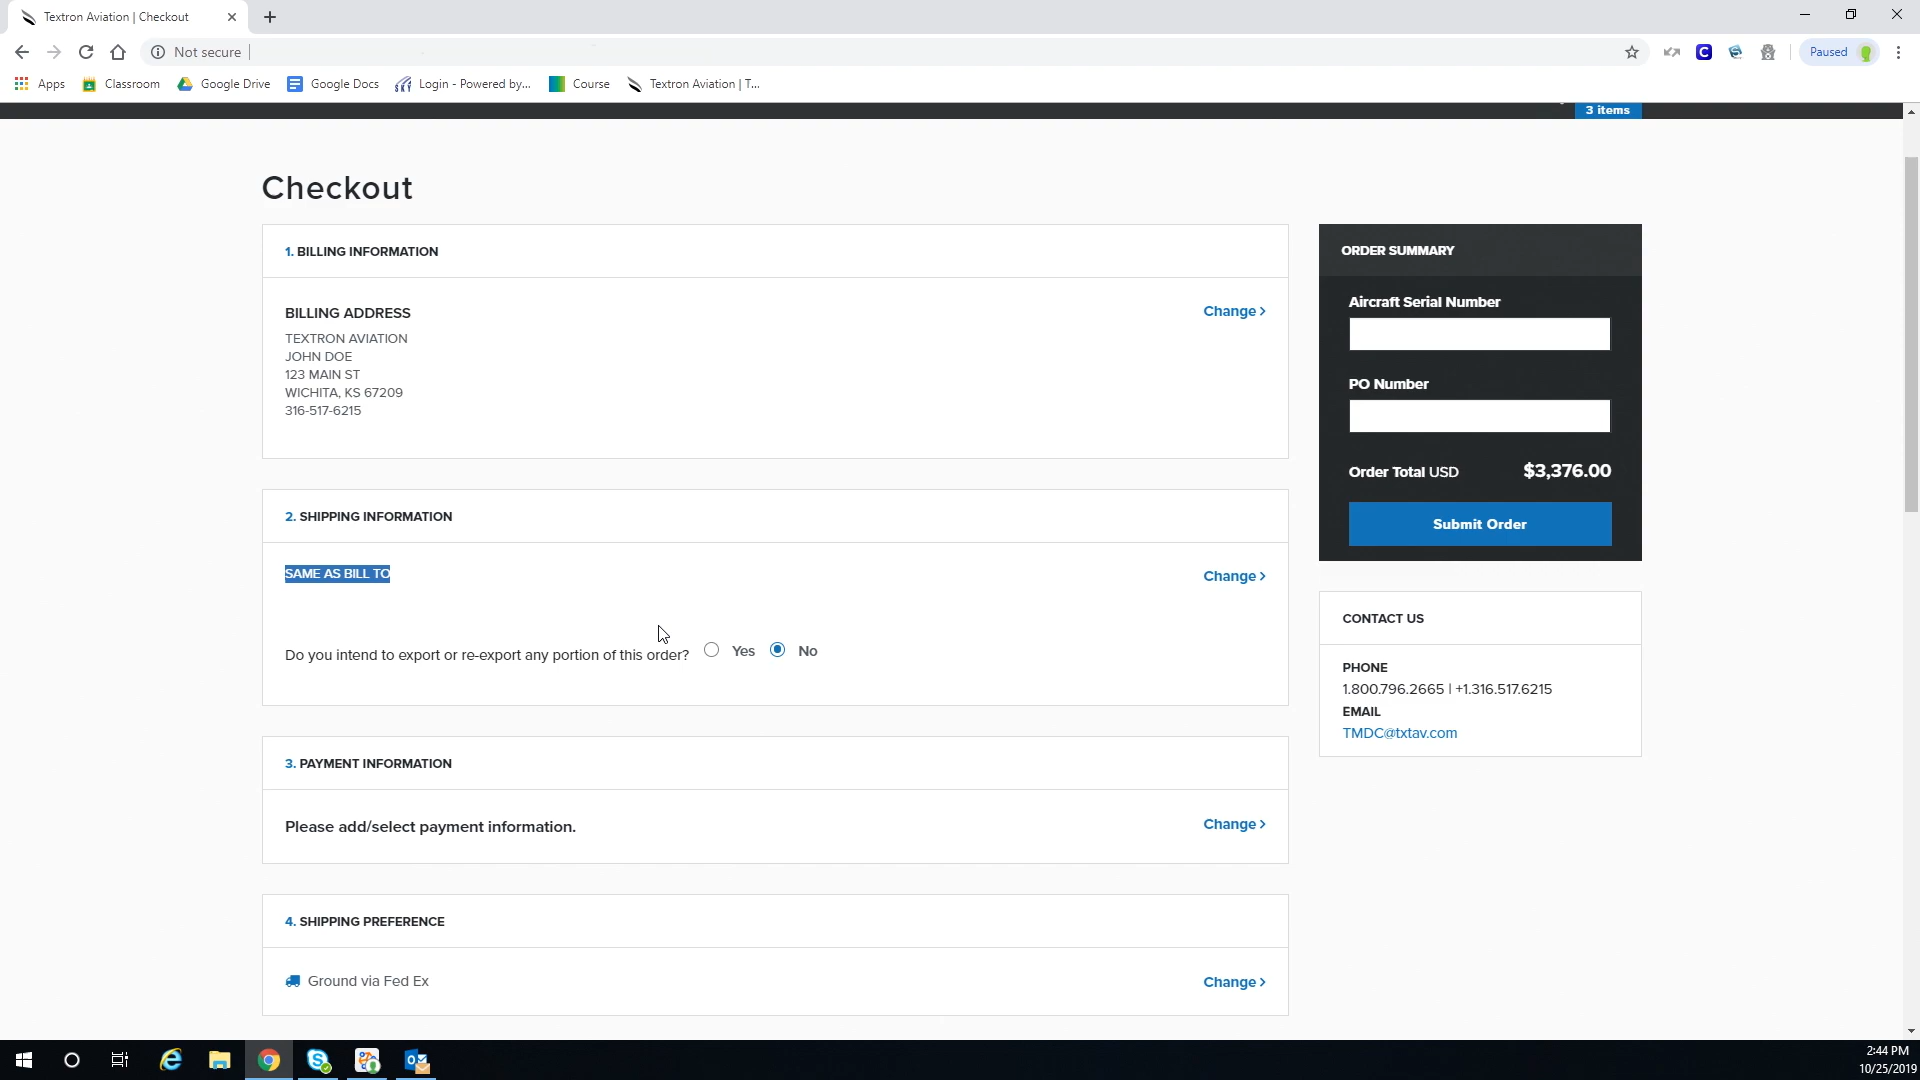 Textron Aviation | Checkout
Not secure
Paused
Apps
Classroom
Google Drive
Google Docs
Login - Powered by...
Course
Textron Aviation | T...
3 items
Checkout
1. BILLING INFORMATION
BILLING ADDRESS
Change >
TEXTRON AVIATION
JOHN DOE
123 MAIN ST
WICHITA, KS 67209
316-517-6215
2. SHIPPING INFORMATION
SAME AS BILL TO
Change >
Do you intend to export or re-export any portion of this order? Yes No
3. PAYMENT INFORMATION
Please add/select payment information.
Change >
4. SHIPPING PREFERENCE
Ground via Fed Ex
Change >
ORDER SUMMARY
Aircraft Serial Number
PO Number
Order Total USD $3,376.00
Submit Order
CONTACT US
PHONE
1.800.796.2665 | +1.316.517.6215
EMAIL
TMDC@txtav.com
2:44 PM
10/25/2019